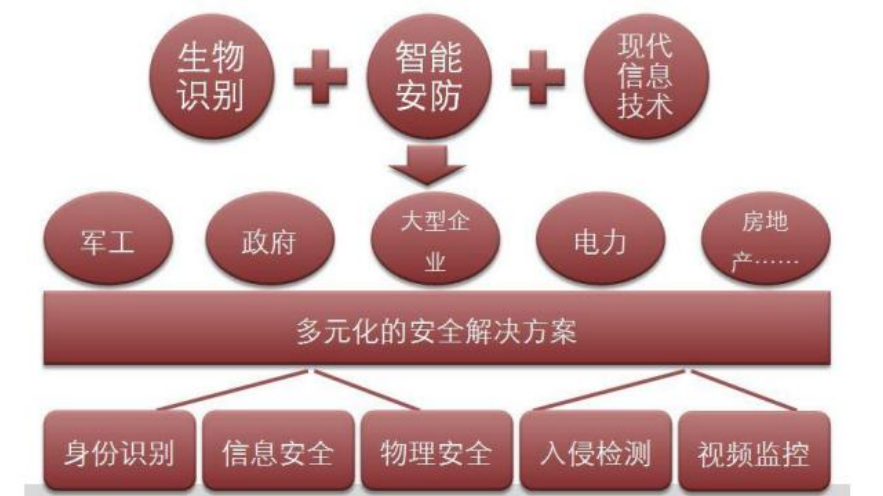 生物
识别
智能
安防
现代
信息
技术
军工
政府
大型企
业
电力
房地
产……
多元化的安全解决方案
身份识别
信息安全
物理安全
入侵检测
视频监控